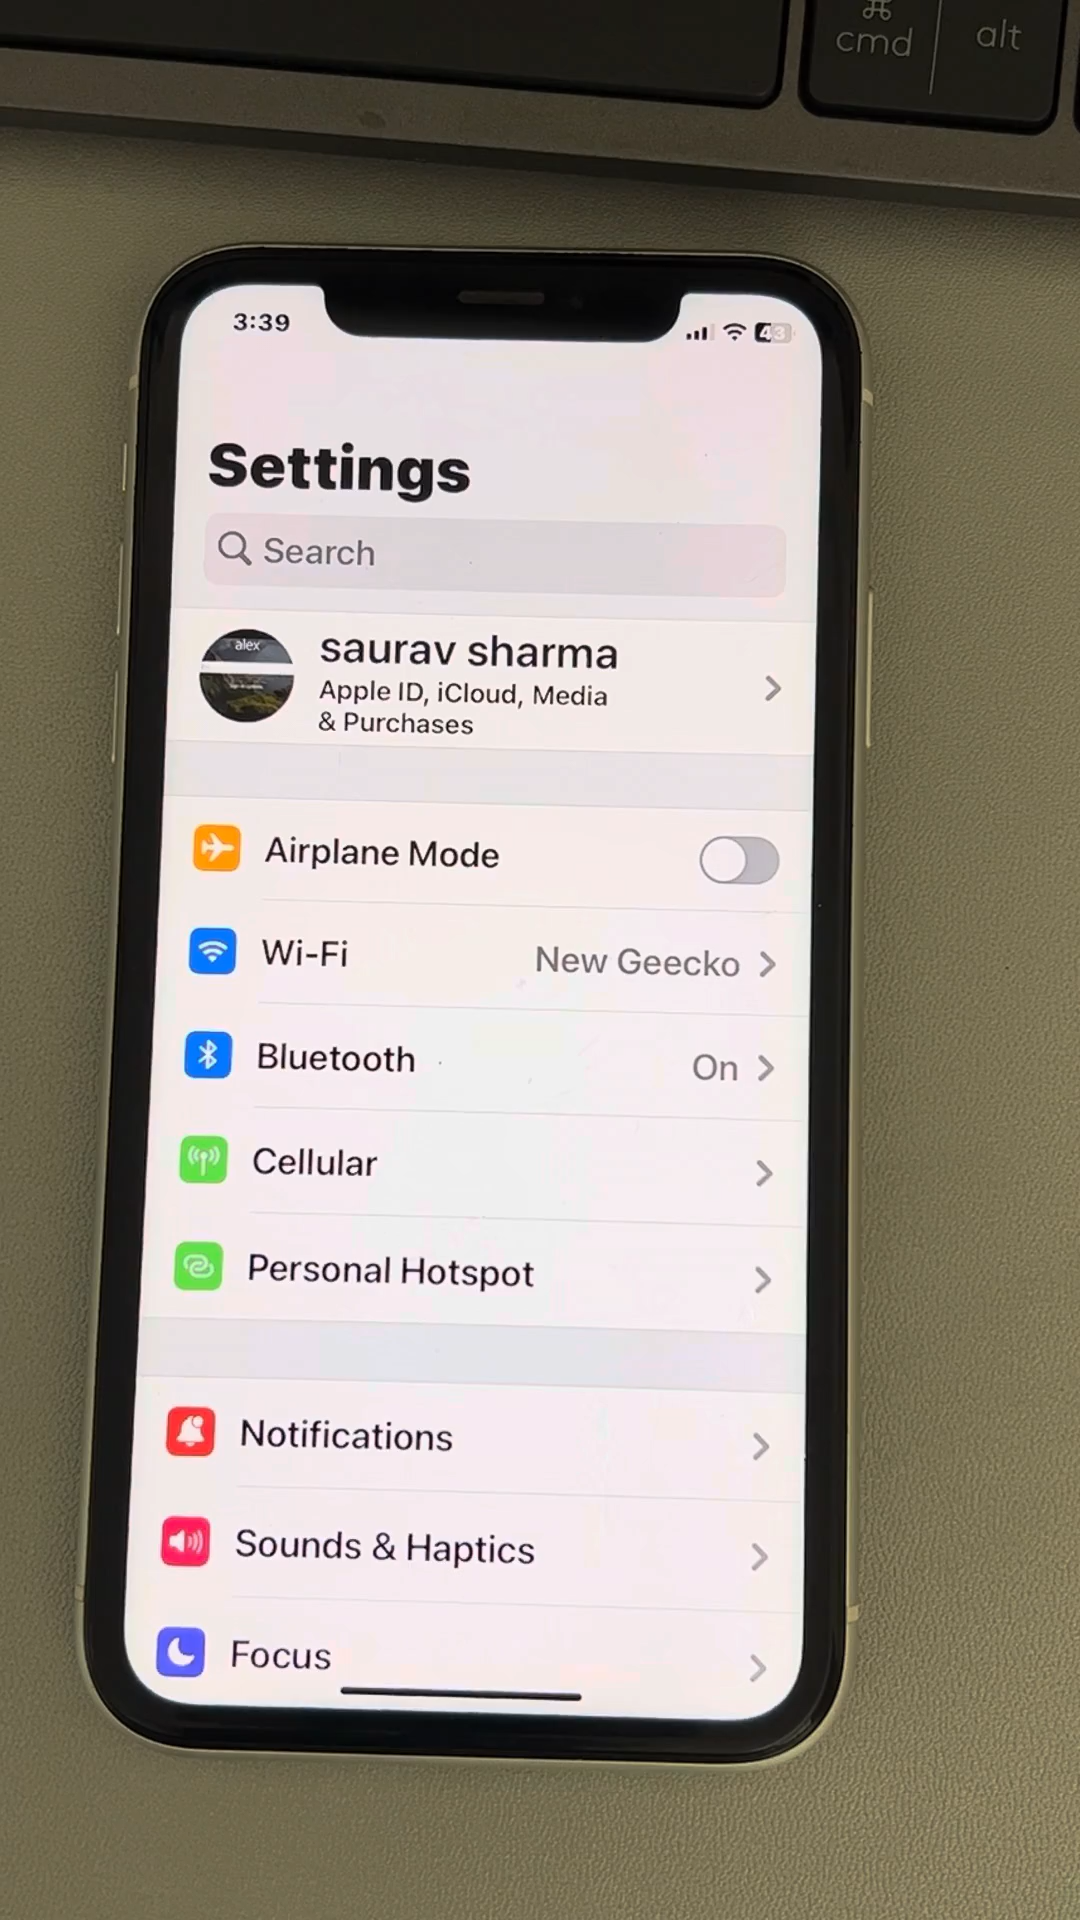 ⌘
cmd
alt
3:39
43
Settings
Search
alex
saurav sharma
Apple ID, iCloud, Media
& Purchases
Airplane Mode
Wi-Fi
New Geecko
Bluetooth
On
Cellular
Personal Hotspot
Notifications
Sounds & Haptics
Focus